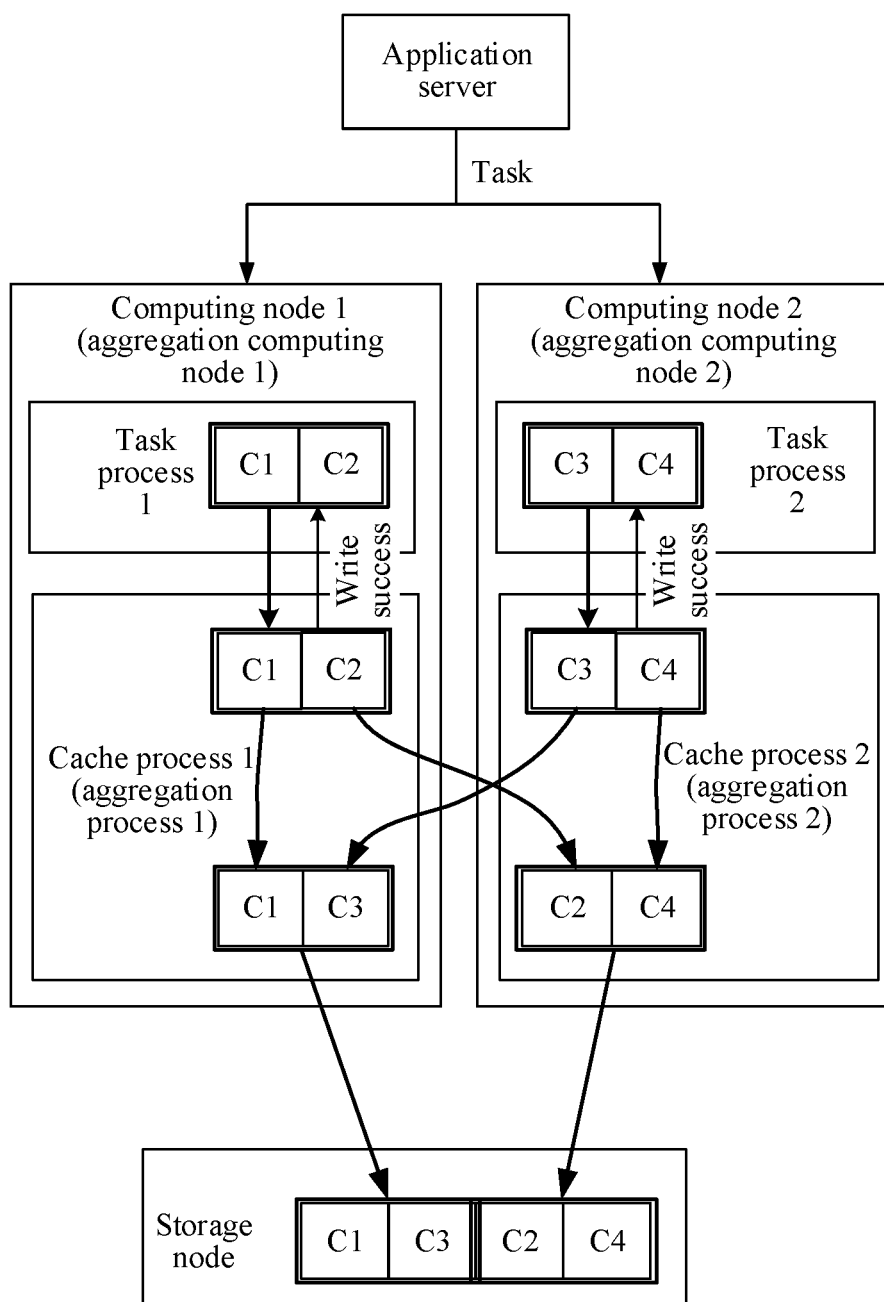 Application
server
Task
Computing node 1
(aggregation computing
node 1)
Computing node 2
(aggregation computing
node 2)
Task
process
1
C1 C2
C3 C4
Task
process
2
Write
success
Write
success
C1 C2
C3 C4
Cache process 1
(aggregation
process 1)
Cache process 2
(aggregation
process 2)
C1 C3
C2 C4
Storage
node
C1 C3 C2 C4